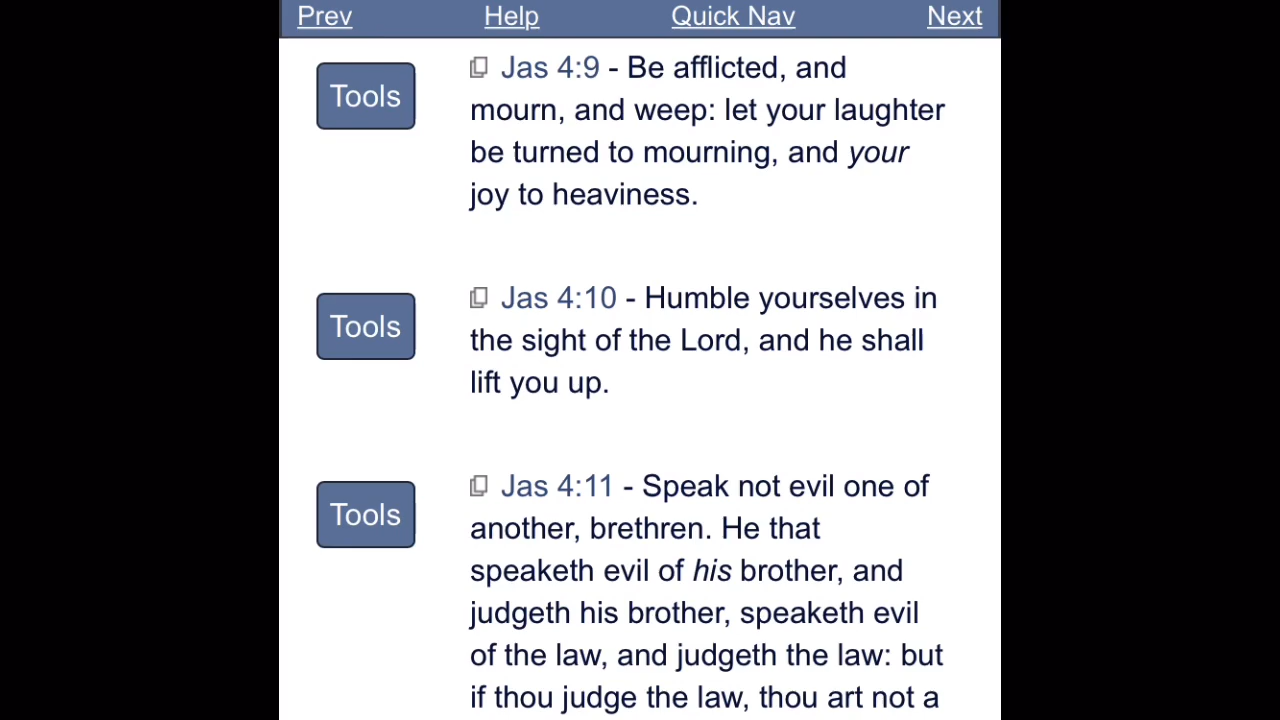 Prev Help Quick Nav Next
Tools
Jas 4:9 - Be afflicted, and
mourn, and weep: let your laughter
be turned to mourning, and your
joy to heaviness.
Tools
Jas 4:10 - Humble yourselves in
the sight of the Lord, and he shall
lift you up.
Tools
Jas 4:11 - Speak not evil one of
another, brethren. He that
speaketh evil of his brother, and
judgeth his brother, speaketh evil
of the law, and judgeth the law: but
if thou judge the law, thou art not a